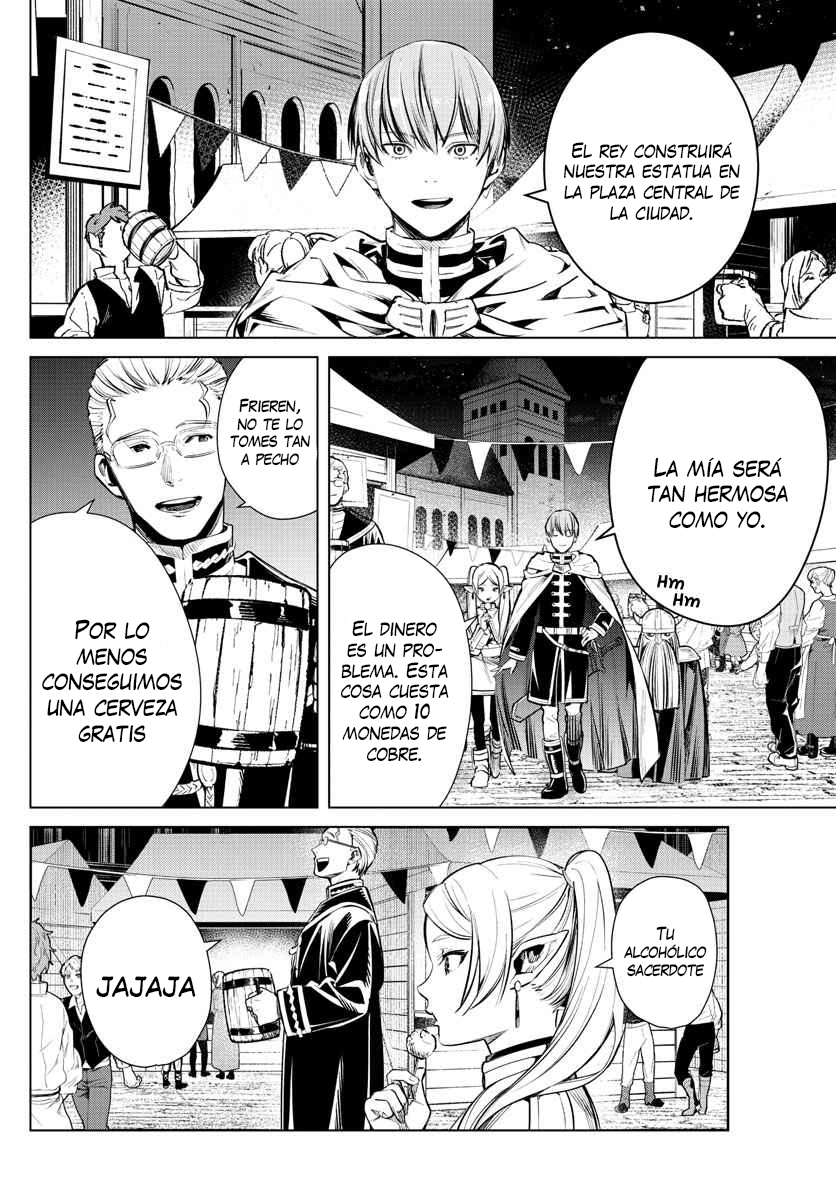 El rey construirá
nuestra estatua en
la plaza central de
la ciudad.
La mía será
tan hermosa
como yo.
Hm
Hm
El dinero
es un pro-
blema. Esta
cosa cuesta
como 10
monedas de
cobre.
Frieren,
no te lo
tomes tan
a pecho
Por lo
menos
conseguimos
una cerveza
gratis
Tu
alcohólico
sacerdote
JAJAJA